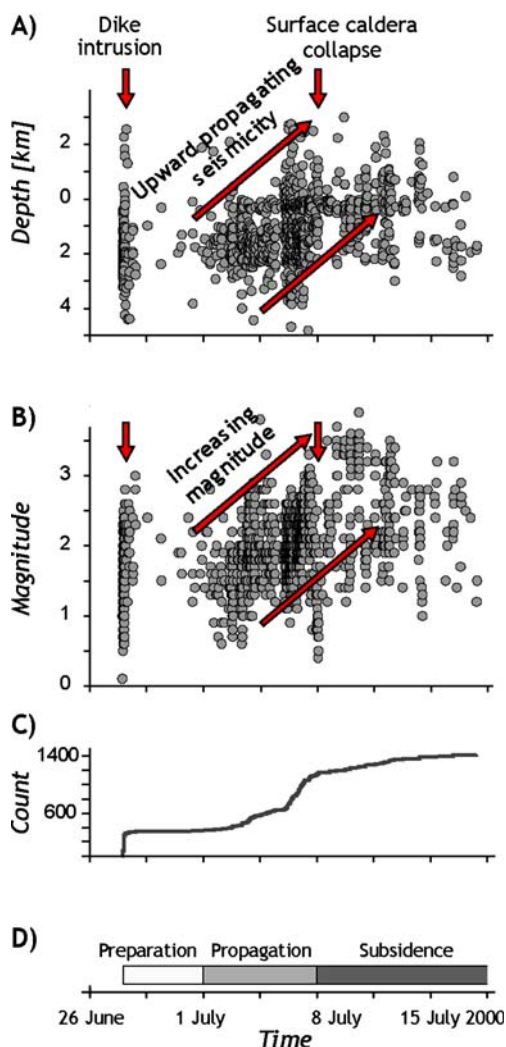 A)
Dike
intrusion
Surface caldera
collapse
Upward propagating
seismicity
Depth [km]
2
0
2
4
B)
Increasing
magnitude
Magnitude
3
2
1
0
C)
Count
1400
600
D)
Preparation
Propagation
Subsidence
26 June
1 July
8 July
15 July 2000
Time